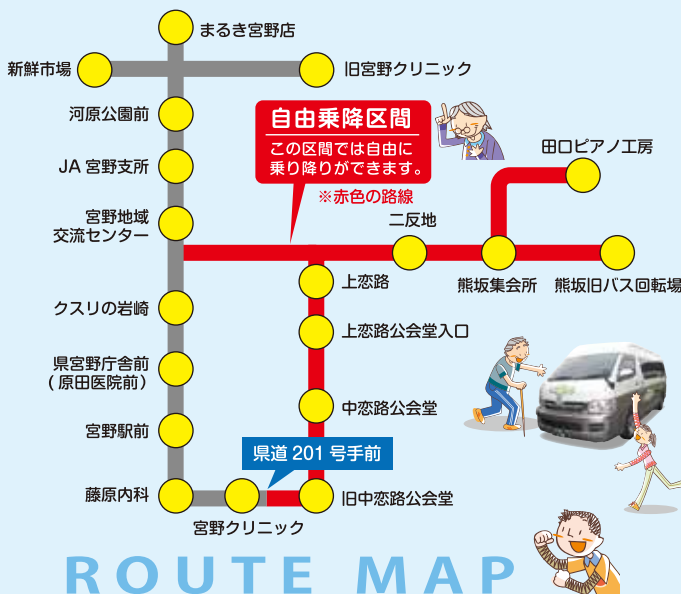 まるき宮野店
新鮮市場
旧宮野クリニック
河原公園前
自由乗降区間
この区間では自由に
乗り降りができます。
※赤色の路線
田口ピアノ工房
JA 宮野支所
宮野地域
交流センター
二反地
上恋路
熊坂集会所
熊坂旧バス回転場
クスリの岩崎
上恋路公会堂入口
県宮野庁舎前
( 原田医院前 )
中恋路公会堂
宮野駅前
県道 201 号手前
藤原内科
宮野クリニック
旧中恋路公会堂
ROUTE MAP